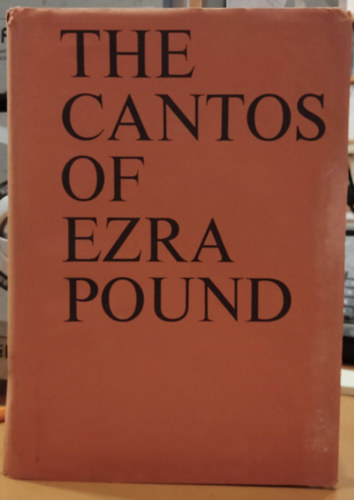 THE
CANTOS
OF
EZRA
POUND